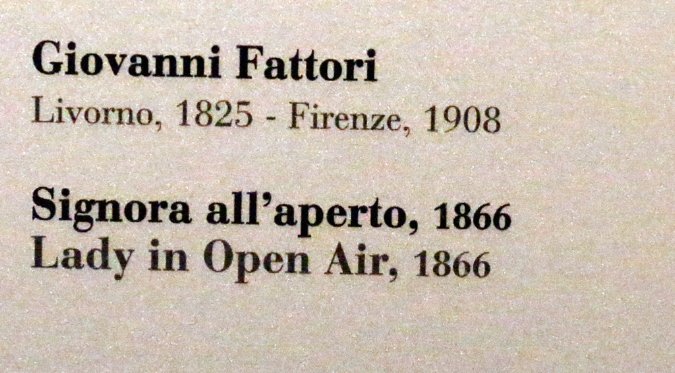 Giovanni Fattori
Livorno, 1825 - Firenze, 1908
Signora all'aperto, 1866
Lady in Open Air, 1866